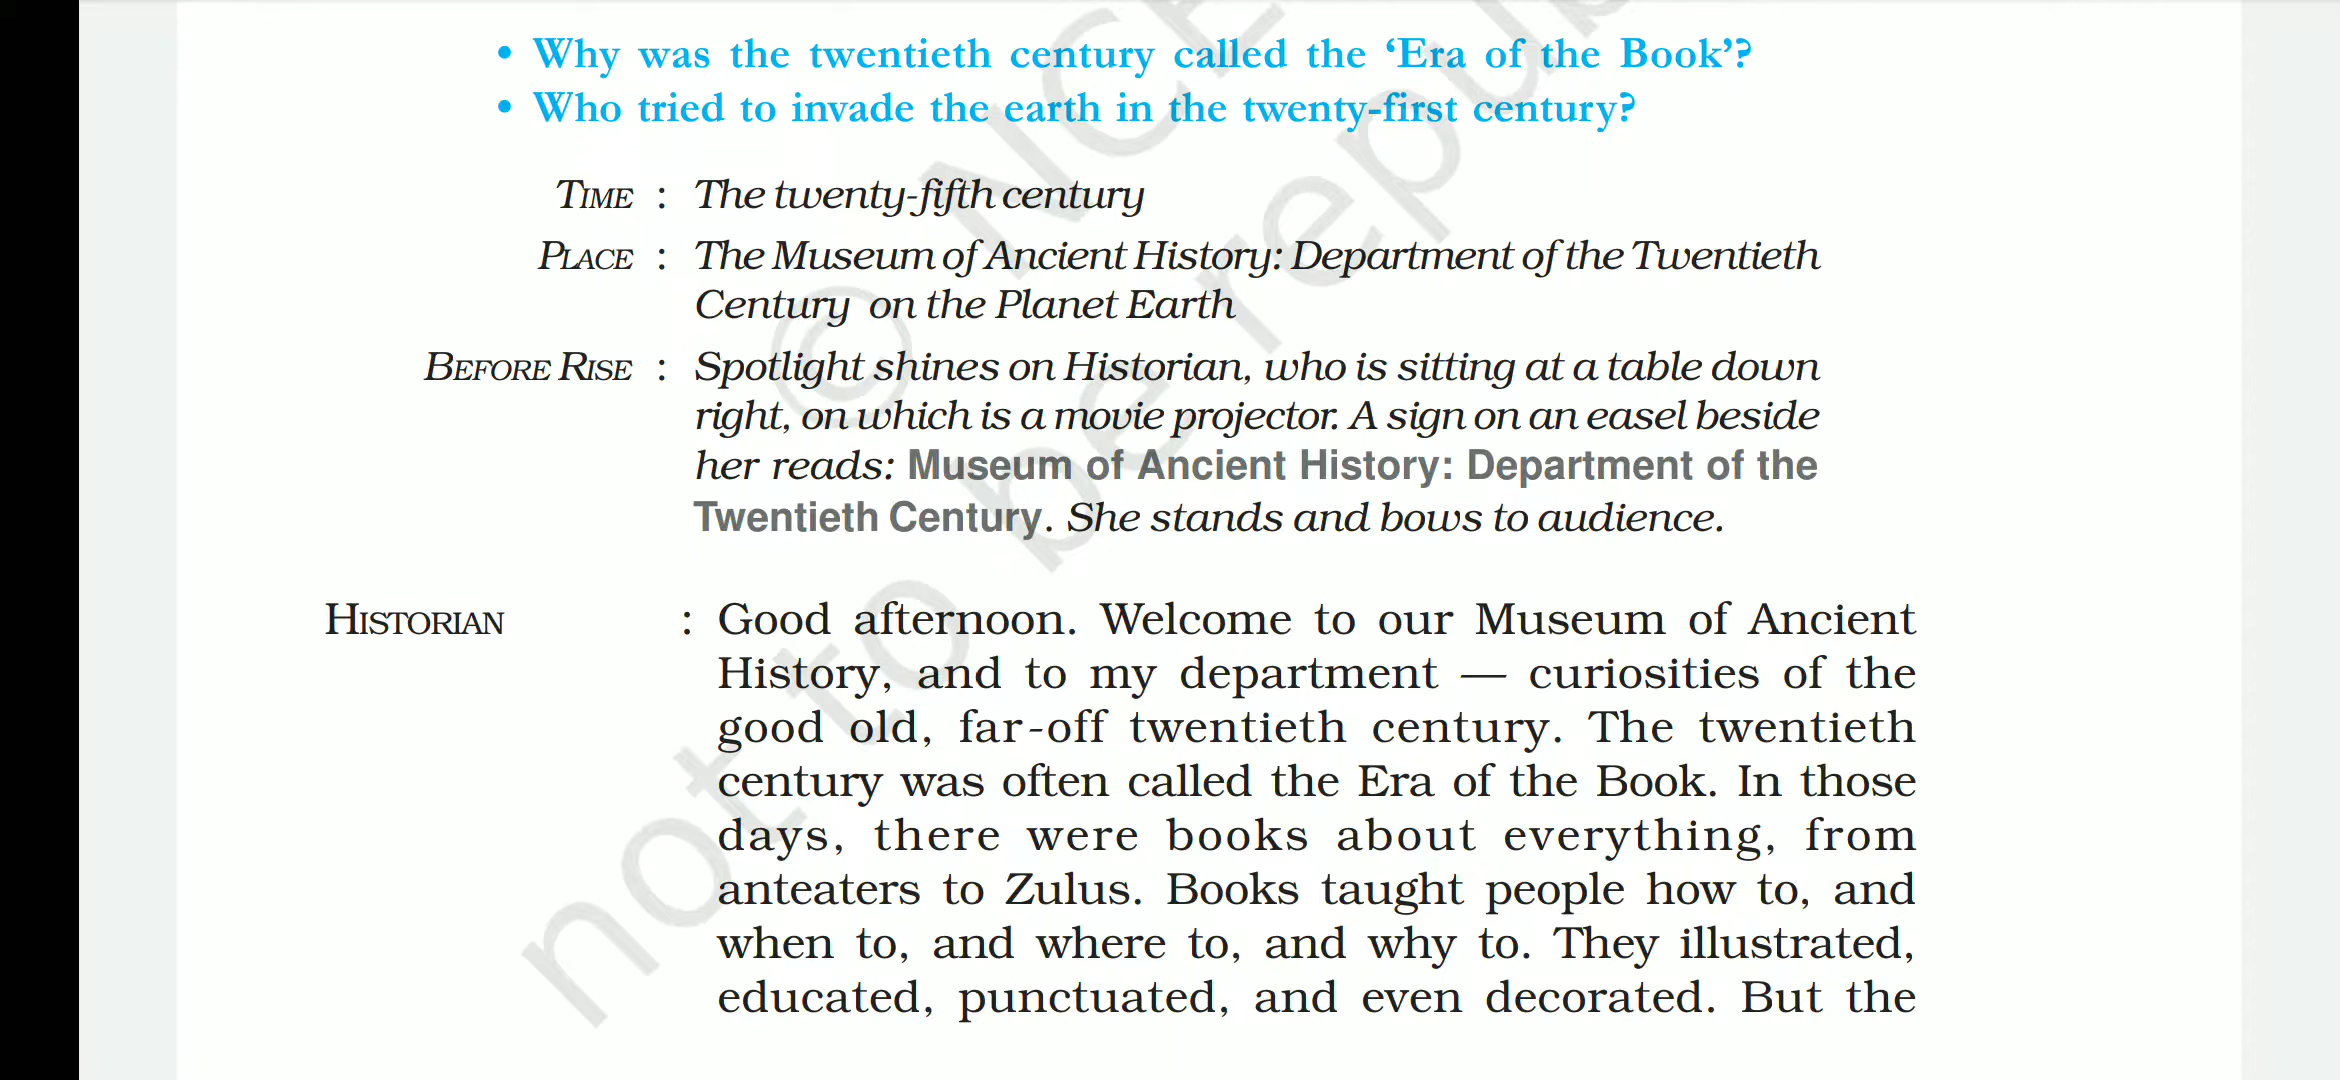 • Why was the twentieth century called the ‘Era of the Book’?
• Who tried to invade the earth in the twenty-first century?
TIME : The twenty-fifth century
PLACE : The Museum of Ancient History: Department of the Twentieth
Century on the Planet Earth
BEFORE RISE : Spotlight shines on Historian, who is sitting at a table down
right, on which is a movie projector. A sign on an easel beside
her reads: Museum of Ancient History: Department of the
Twentieth Century. She stands and bows to audience.
HISTORIAN : Good afternoon. Welcome to our Museum of Ancient
History, and to my department — curiosities of the
good old, far-off twentieth century. The twentieth
century was often called the Era of the Book. In those
days, there were books about everything, from
anteaters to Zulus. Books taught people how to, and
when to, and where to, and why to. They illustrated,
educated, punctuated, and even decorated. But the
© NCE
not to be repub